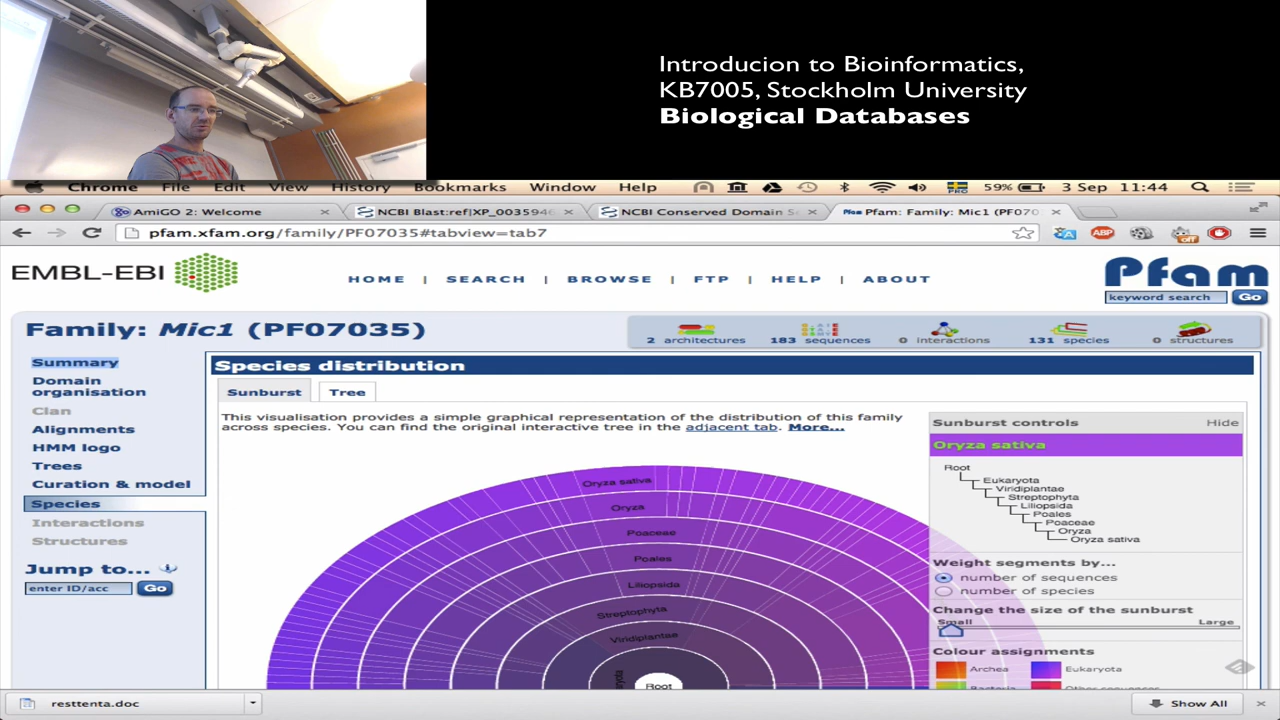 Introducion to Bioinformatics,
KB7005, Stockholm University
Biological Databases
Chrome File Edit View History Bookmarks Window Help PRO 59% 3 Sep 11:44
AmiGO 2: Welcome NCBI Blast:ref|XP_003594 NCBI Conserved Domain S Pfam: Family: Mic1 (PF070
pfam.xfam.org/family/PF07035#tabview=tab7 ABP off
EMBL-EBI HOME | SEARCH | BROWSE | FTP | HELP | ABOUT Pfam
keyword search Go
Family: Mic1 (PF07035)
2 architectures 183 sequences 0 interactions 131 species 0 structures
Summary
Domain
organisation
Clan
Alignments
HMM logo
Trees
Curation & model
Species
Interactions
Structures
Jump to...
enter ID/acc Go
Species distribution
Sunburst Tree
This visualisation provides a simple graphical representation of the distribution of this family
across species. You can find the original interactive tree in the adjacent tab. More...
Oryza sativa
Oryza
Poaceae
Poales
Liliopsida
Streptophyta
Viridiplantae
Root
Sunburst controls Hide
Oryza sativa
Root
Eukaryota
Viridiplantae
Streptophyta
Liliopsida
Poales
Poaceae
Oryza
Oryza sativa
Weight segments by...
number of sequences
number of species
Change the size of the sunburst
Small Large
Colour assignments
Archea Eukaryota
resttenta.doc Show All